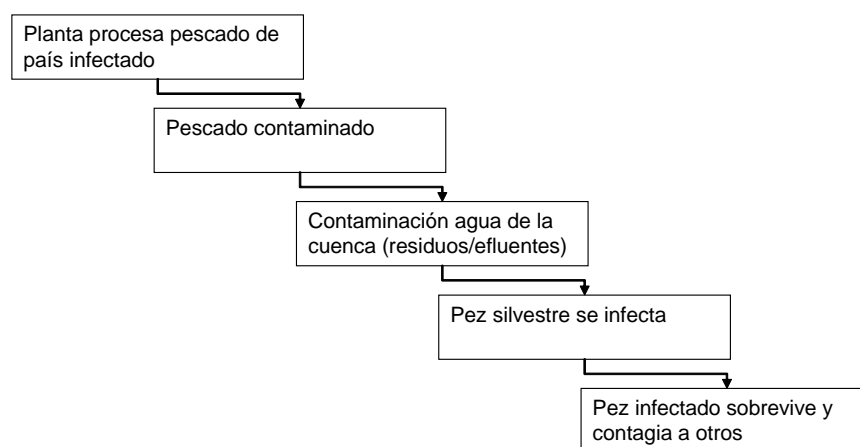 Planta procesa pescado de
país infectado
Pescado contaminado
Contaminación agua de la
cuenca (residuos/efluentes)
Pez silvestre se infecta
Pez infectado sobrevive y
contagia a otros